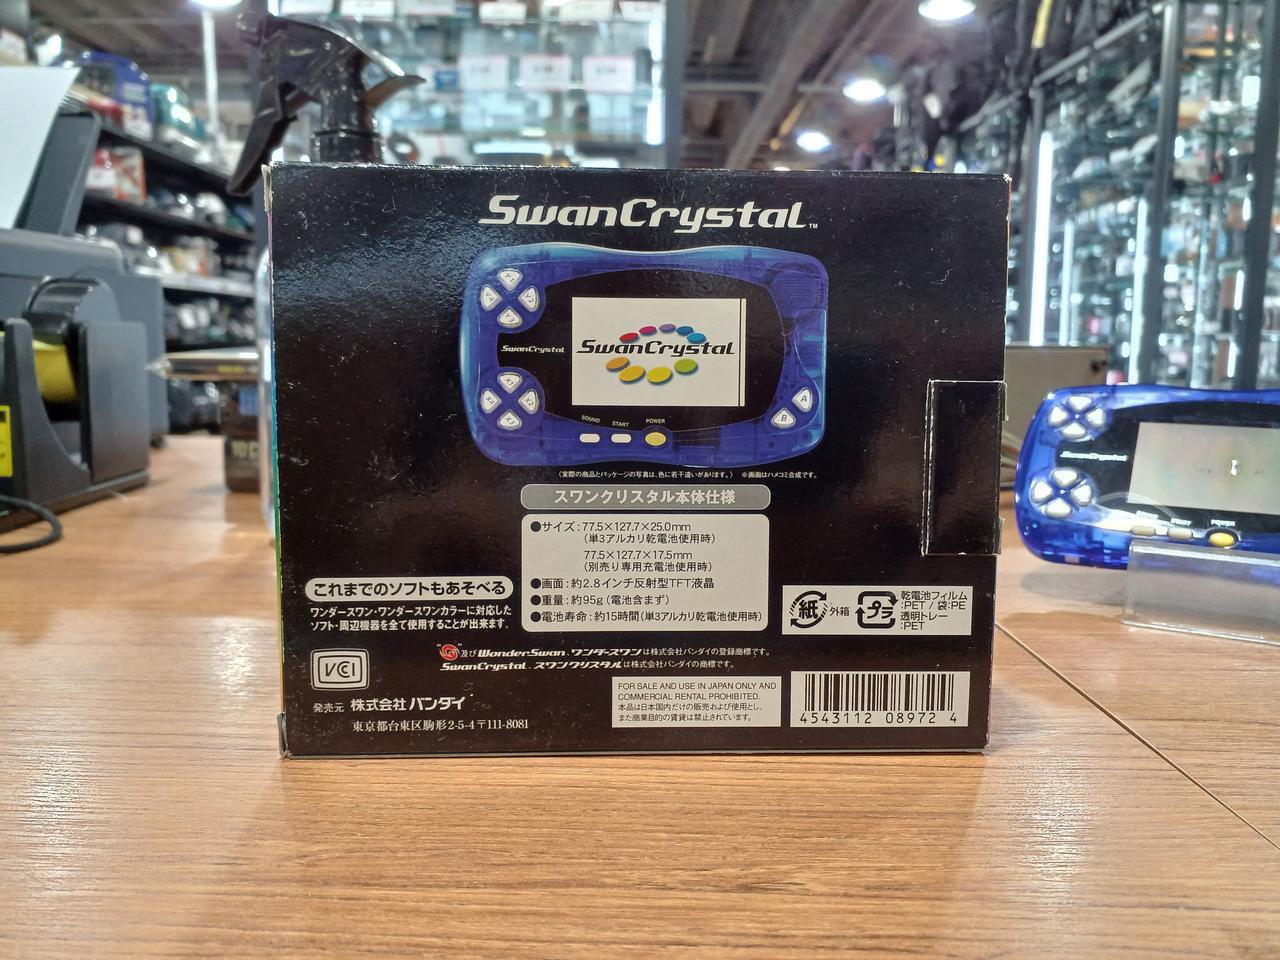 SwanCrystal™
Y1
Y2
Y3
Y4
SwanCrystal
SwanCrystal
X1
X2
X3
X4
A
B
SOUND
START
POWER
(実際の商品とパッケージの写真は、色に若干違いがあります。) ※画面はハメコミ合成です。
スワンクリスタル本体仕様
●サイズ:77.5×127.7×25.0mm
(単3アルカリ乾電池使用時)
77.5×127.7×17.5mm
(別売り専用充電池使用時)
●画面:約2.8インチ反射型TFT液晶
●重量:約95g(電池含まず)
●電池寿命:約15時間(単3アルカリ乾電池使用時)
これまでのソフトもあそべる
ワンダースワン・ワンダースワンカラーに対応した
ソフト・周辺機器を全て使用することが出来ます。
紙
外箱
プラ
乾電池フィルム
:PET / 袋:PE
透明トレー
:PET
及びWonderSwan、ワンダースワンは株式会社バンダイの登録商標です。
SwanCrystal、スワンクリスタルは株式会社バンダイの商標です。
VCI
発売元 株式会社 バンダイ
東京都台東区駒形2-5-4〒111-8081
FOR SALE AND USE IN JAPAN ONLY AND
COMMERCIAL RENTAL PROHIBITED.
本品は日本国内だけの販売および使用とし、
また商業目的の賃貸は禁止されています。
4543112 08972 4
SwanCrystal
START
POWER